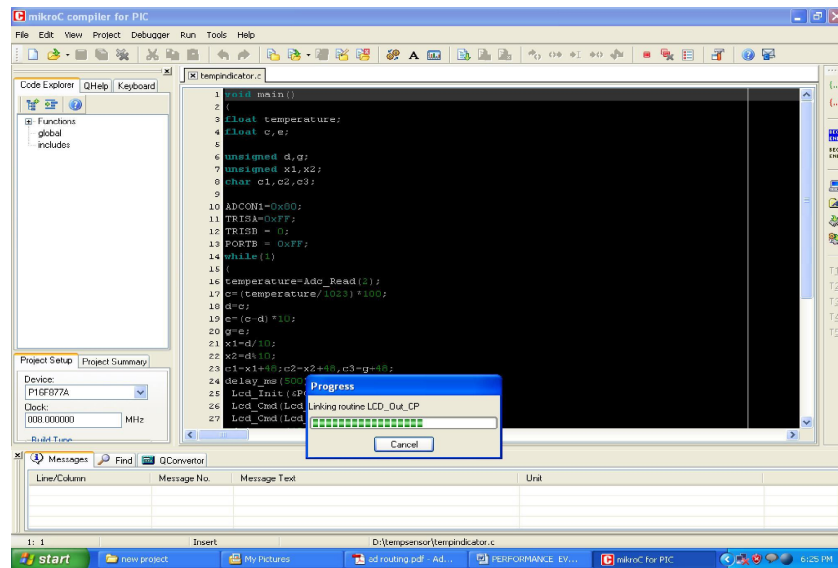 mikroC compiler for PIC
File Edit View Project Debugger Run Tools Help
Code Explorer QHelp Keyboard
Functions
global
includes
tempindicator.c
1 void main()
2 {
3 float temperature;
4 float c,e;
5
6 unsigned d,g;
7 unsigned x1,x2;
8 char c1,c2,c3;
9
10 ADCON1=0x80;
11 TRISA=0xFF;
12 TRISB = 0;
13 PORTB = 0xFF;
14 while(1)
15 {
16 temperature=Adc_Read(2);
17 c=(temperature/1023)*100;
18 d=c;
19 e=(c-d)*10;
20 g=e;
21 x1=d/10;
22 x2=d%10;
23 c1=x1+48;c2=x2+48,c3=g+48;
24 delay_ms(500)
25 Lcd_Init(&PO
26 Lcd_Cmd(Lcd_
27 Lcd_Cmd(Lcd_
Project Setup Project Summary
Device:
P16F877A
Clock:
008.000000 MHz
Build Type
Progress
Linking routine LCD_Out_CP
Cancel
Messages Find QConvertor
Line/Column Message No. Message Text Unit
1: 1 Insert D:\tempsensor\tempindicator.c
start new project My Pictures ad routing.pdf - Ad... PERFORMANCE EV... mikroC for PIC 6:25 PM